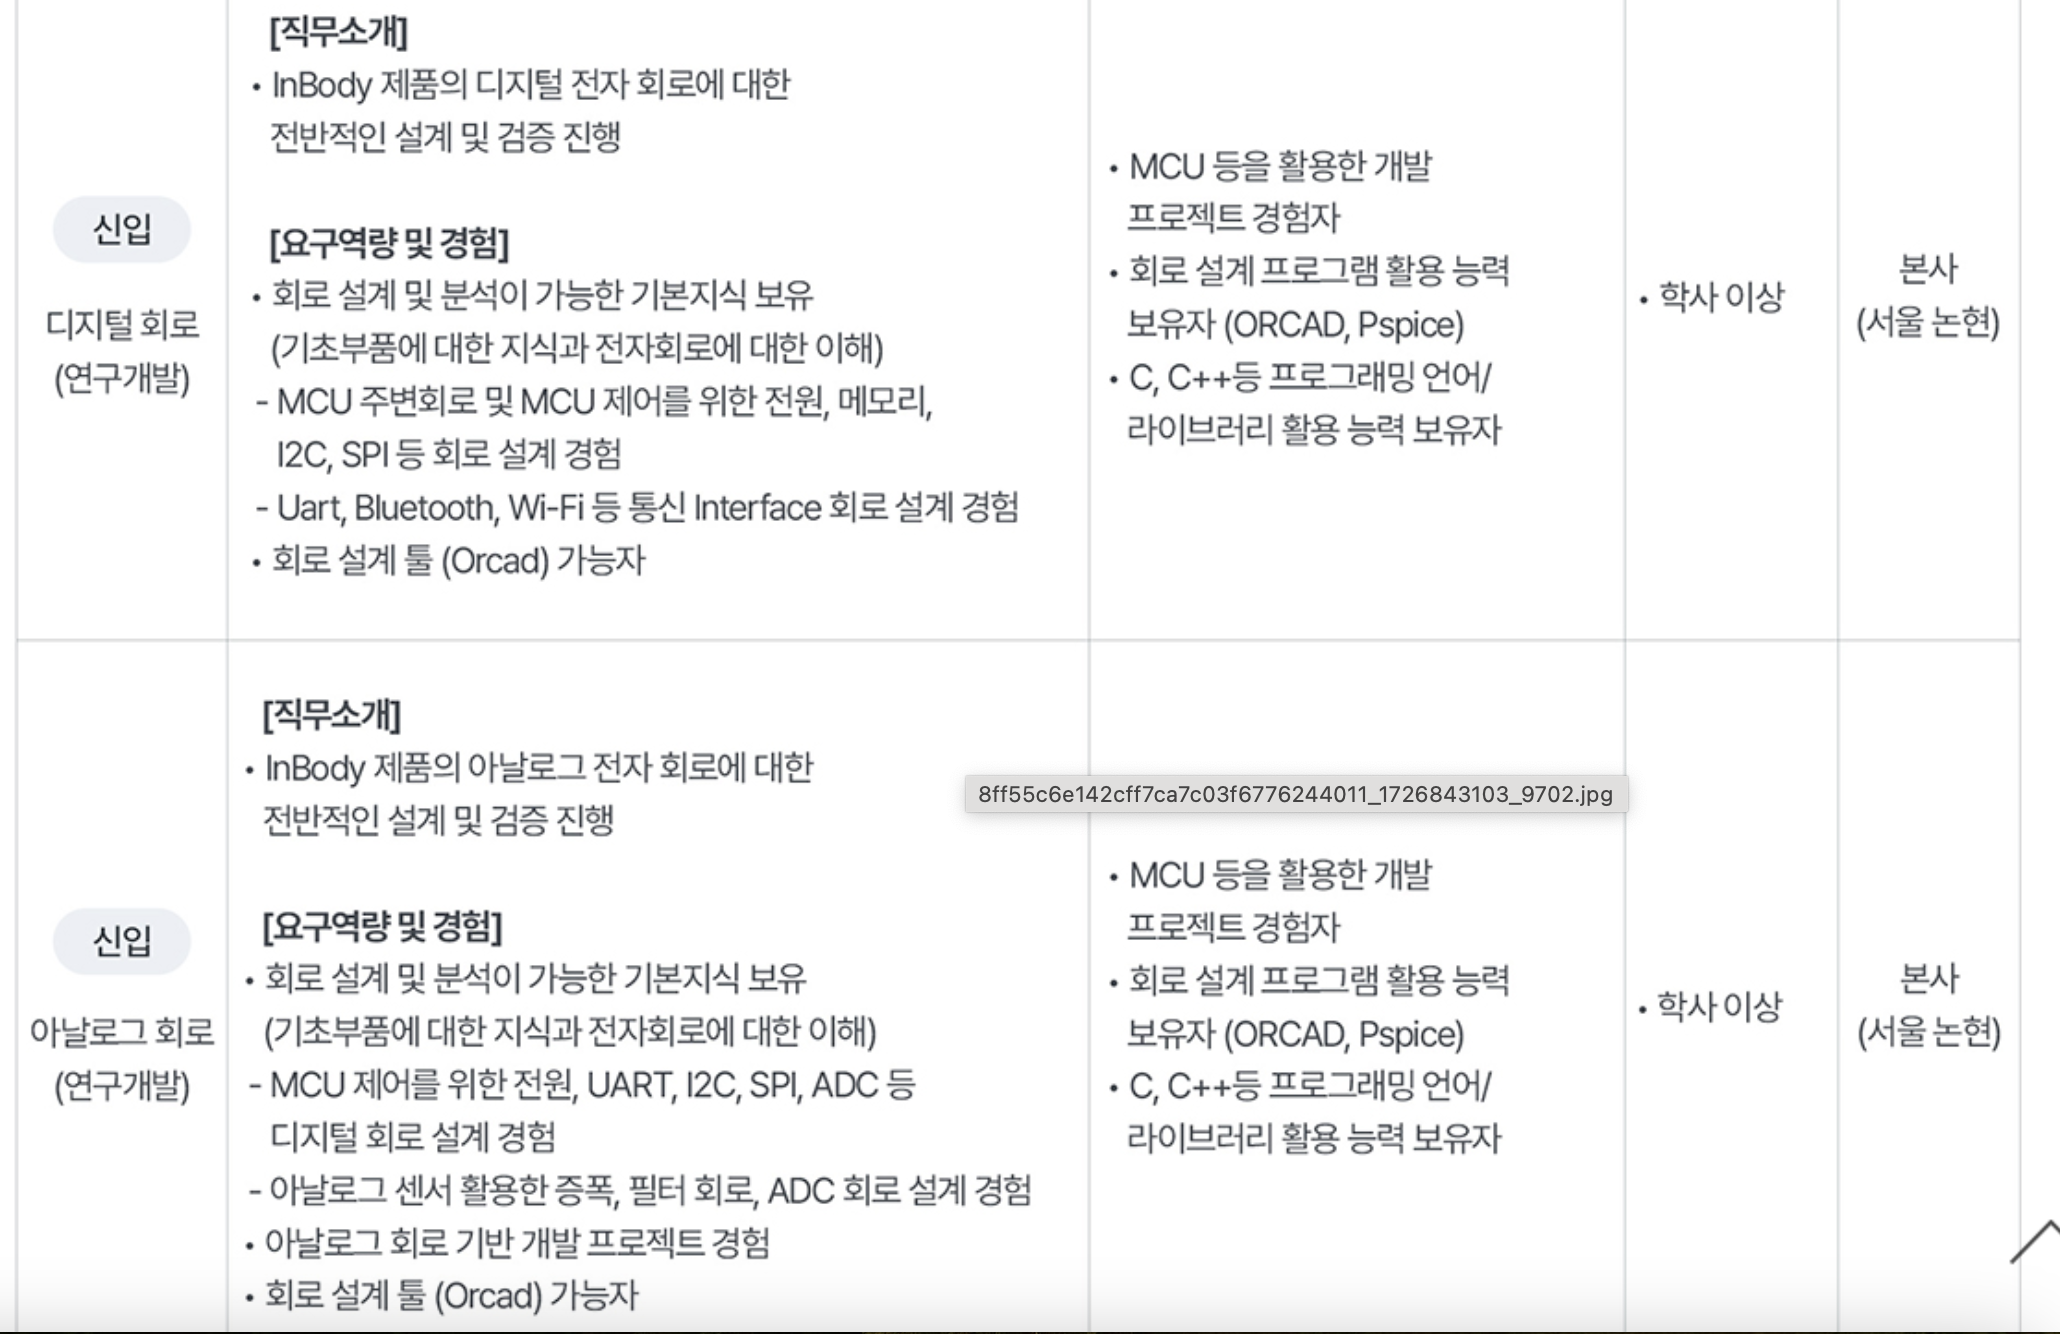 [직무소개]
• InBody 제품의 디지털 전자 회로에 대한
전반적인 설계 및 검증 진행
신입
디지털 회로
(연구개발)
[요구역량 및 경험]
• 회로 설계 및 분석이 가능한 기본지식 보유
(기초부품에 대한 지식과 전자회로에 대한 이해)
- MCU 주변회로 및 MCU 제어를 위한 전원, 메모리,
I2C, SPI 등 회로 설계 경험
- Uart, Bluetooth, Wi-Fi 등 통신 Interface 회로 설계 경험
• 회로 설계 툴 (Orcad) 가능자
• MCU 등을 활용한 개발
프로젝트 경험자
• 회로 설계 프로그램 활용 능력
보유자 (ORCAD, Pspice)
• C, C++등 프로그래밍 언어/
라이브러리 활용 능력 보유자
• 학사 이상
본사
(서울 논현)
신입
아날로그 회로
(연구개발)
[직무소개]
• InBody 제품의 아날로그 전자 회로에 대한
전반적인 설계 및 검증 진행
[요구역량 및 경험]
• 회로 설계 및 분석이 가능한 기본지식 보유
(기초부품에 대한 지식과 전자회로에 대한 이해)
- MCU 제어를 위한 전원, UART, I2C, SPI, ADC 등
디지털 회로 설계 경험
- 아날로그 센서 활용한 증폭, 필터 회로, ADC 회로 설계 경험
• 아날로그 회로 기반 개발 프로젝트 경험
• 회로 설계 툴 (Orcad) 가능자
8ff55c6e142cff7ca7c03f6776244011_1726843103_9702.jpg
• MCU 등을 활용한 개발
프로젝트 경험자
• 회로 설계 프로그램 활용 능력
보유자 (ORCAD, Pspice)
• C, C++등 프로그래밍 언어/
라이브러리 활용 능력 보유자
• 학사 이상
본사
(서울 논현)